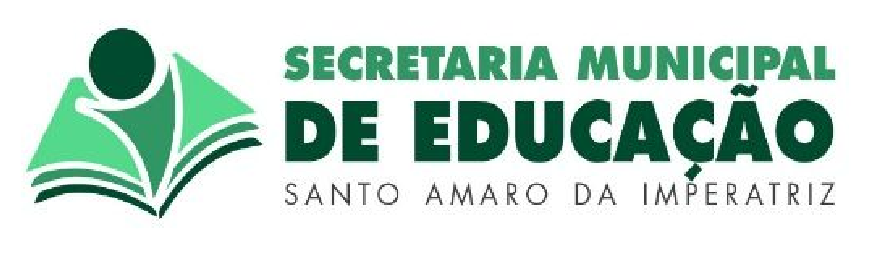 SECRETARIA MUNICIPAL
DE EDUCAÇÃO
SANTO AMARO DA IMPERATRIZ